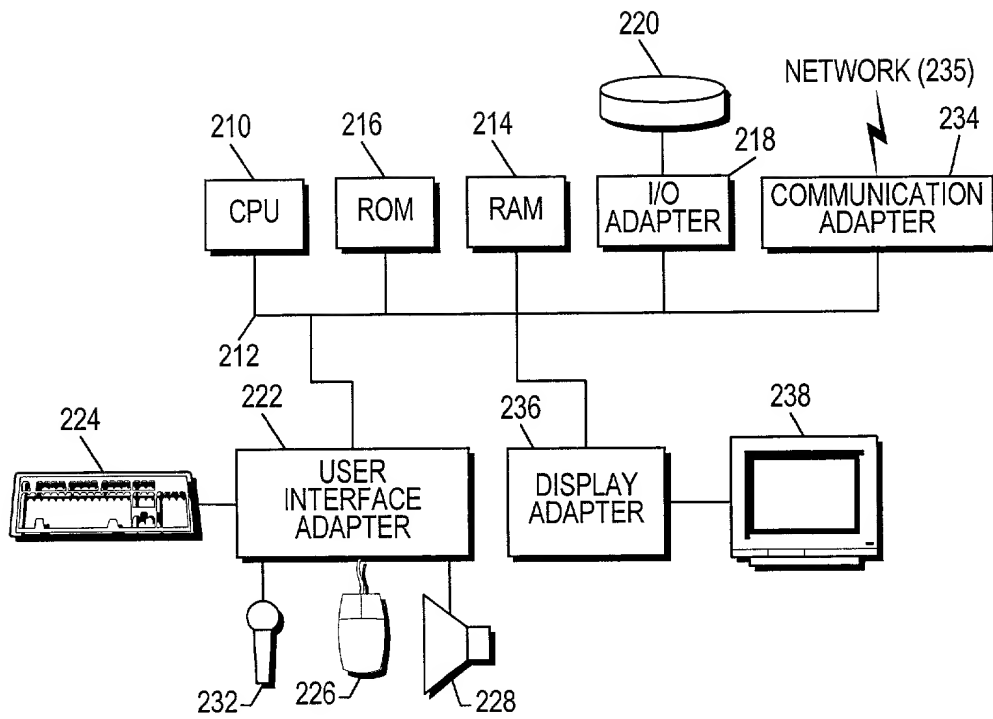 220
NETWORK (235)
210
216
214
218
234
CPU
ROM
RAM
I/O
ADAPTER
COMMUNICATION
ADAPTER
212
222
236
238
224
USER
INTERFACE
ADAPTER
DISPLAY
ADAPTER
232
226
228